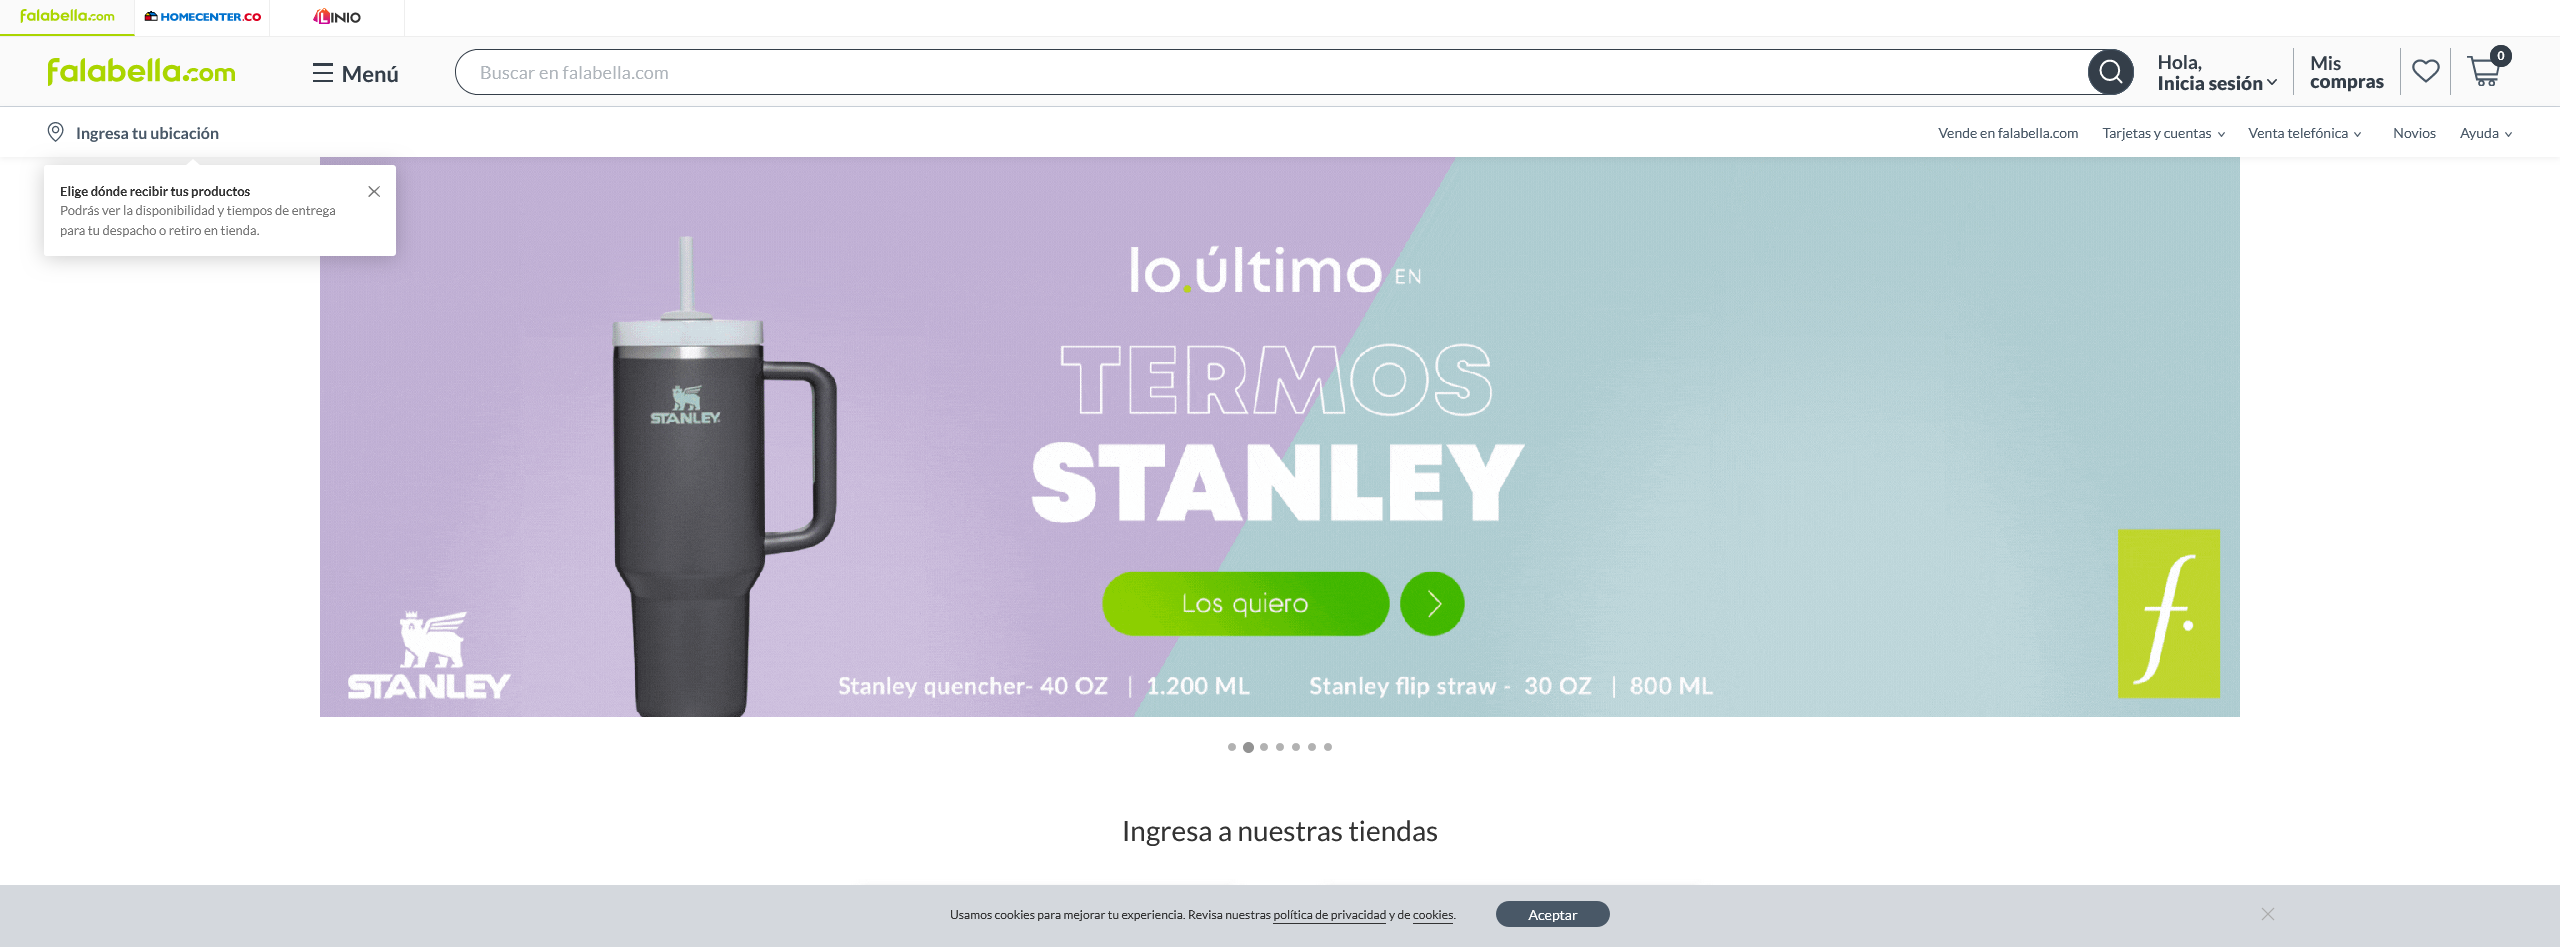 falabella.com
HOMECENTER.CO
LINIO
falabella.com
Menú
Buscar en falabella.com
Hola,
Inicia sesión
Mis
compras
0
Ingresa tu ubicación
Vende en falabella.com
Tarjetas y cuentas
Venta telefónica
Novios
Ayuda
Elige dónde recibir tus productos
Podrás ver la disponibilidad y tiempos de entrega
para tu despacho o retiro en tienda.
lo.último EN
TERMOS
STANLEY
STANLEY
Los quiero
f.
STANLEY
Stanley quencher- 40 OZ | 1.200 ML
Stanley flip straw - 30 OZ | 800 ML
Ingresa a nuestras tiendas
Usamos cookies para mejorar tu experiencia. Revisa nuestras política de privacidad y de cookies.
Aceptar